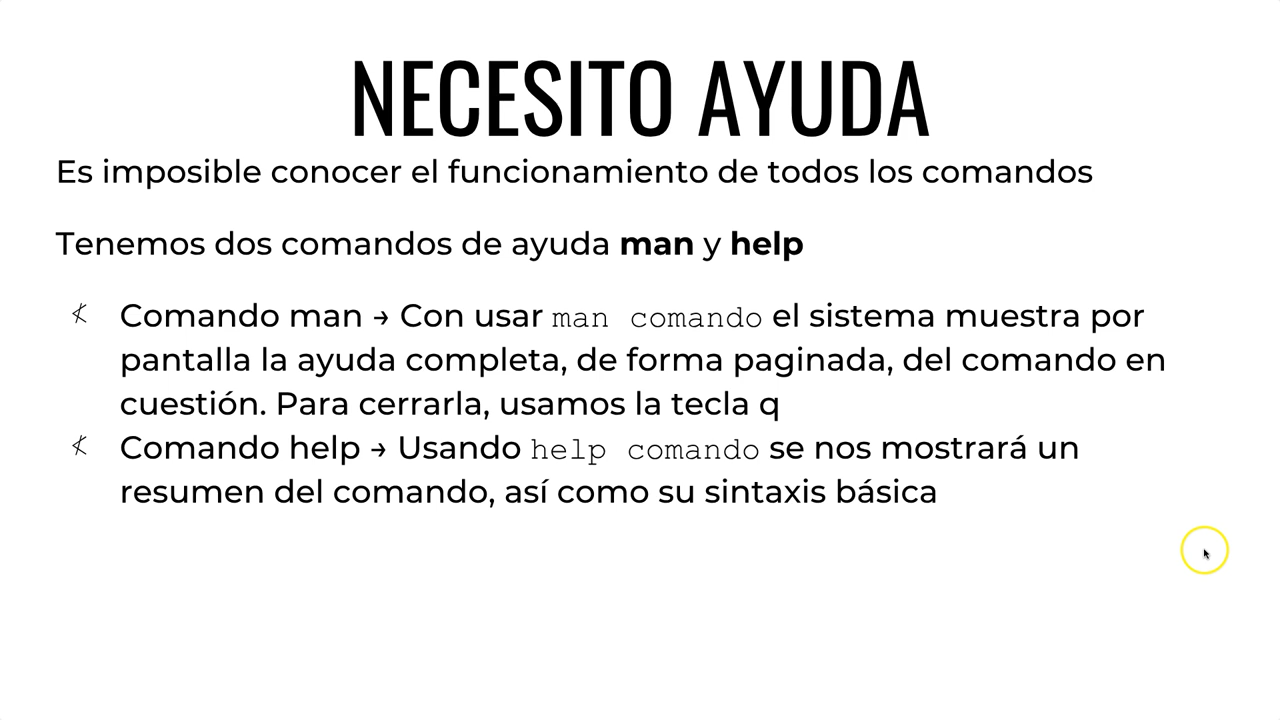 NECESITO AYUDA
Es imposible conocer el funcionamiento de todos los comandos
Tenemos dos comandos de ayuda man y help
Comando man → Con usar man comando el sistema muestra por
pantalla la ayuda completa, de forma paginada, del comando en
cuestión. Para cerrarla, usamos la tecla q
Comando help → Usando help comando se nos mostrará un
resumen del comando, así como su sintaxis básica